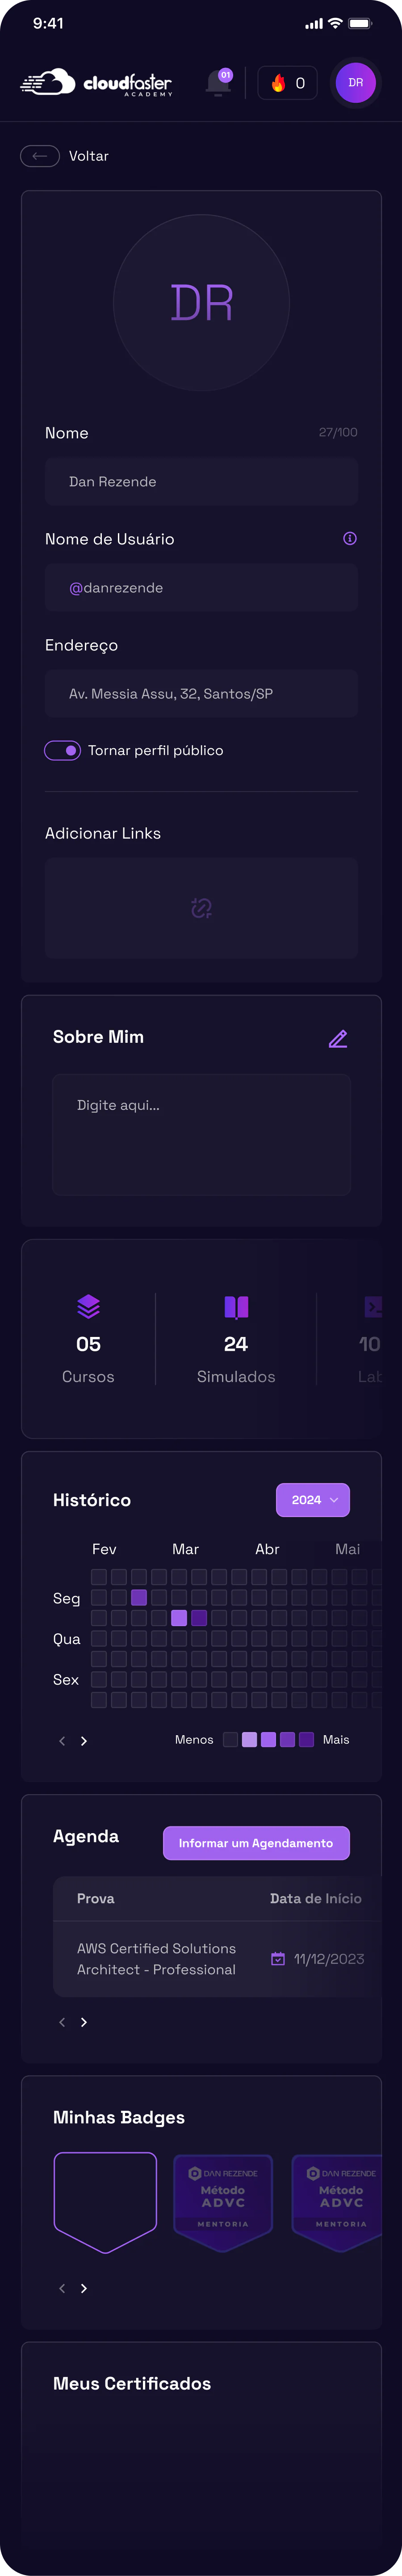 9:41
cloudfaster
ACADEMY
01
0
DR
Voltar
DR
Nome
27/100
Dan Rezende
Nome de Usuário
@danrezende
Endereço
Av. Messia Assu, 32, Santos/SP
Tornar perfil público
Adicionar Links
Sobre Mim
Digite aqui...
05
24
10
Cursos
Simulados
Lab
Histórico
2024
Fev
Mar
Abr
Mai
Seg
Qua
Sex
Menos
Mais
Agenda
Informar um Agendamento
Prova
Data de Início
AWS Certified Solutions
Architect - Professional
11/12/2023
Minhas Badges
DAN REZENDE
Método
ADVC
MENTORIA
DAN REZENDE
Método
ADVC
MENTORIA
Meus Certificados